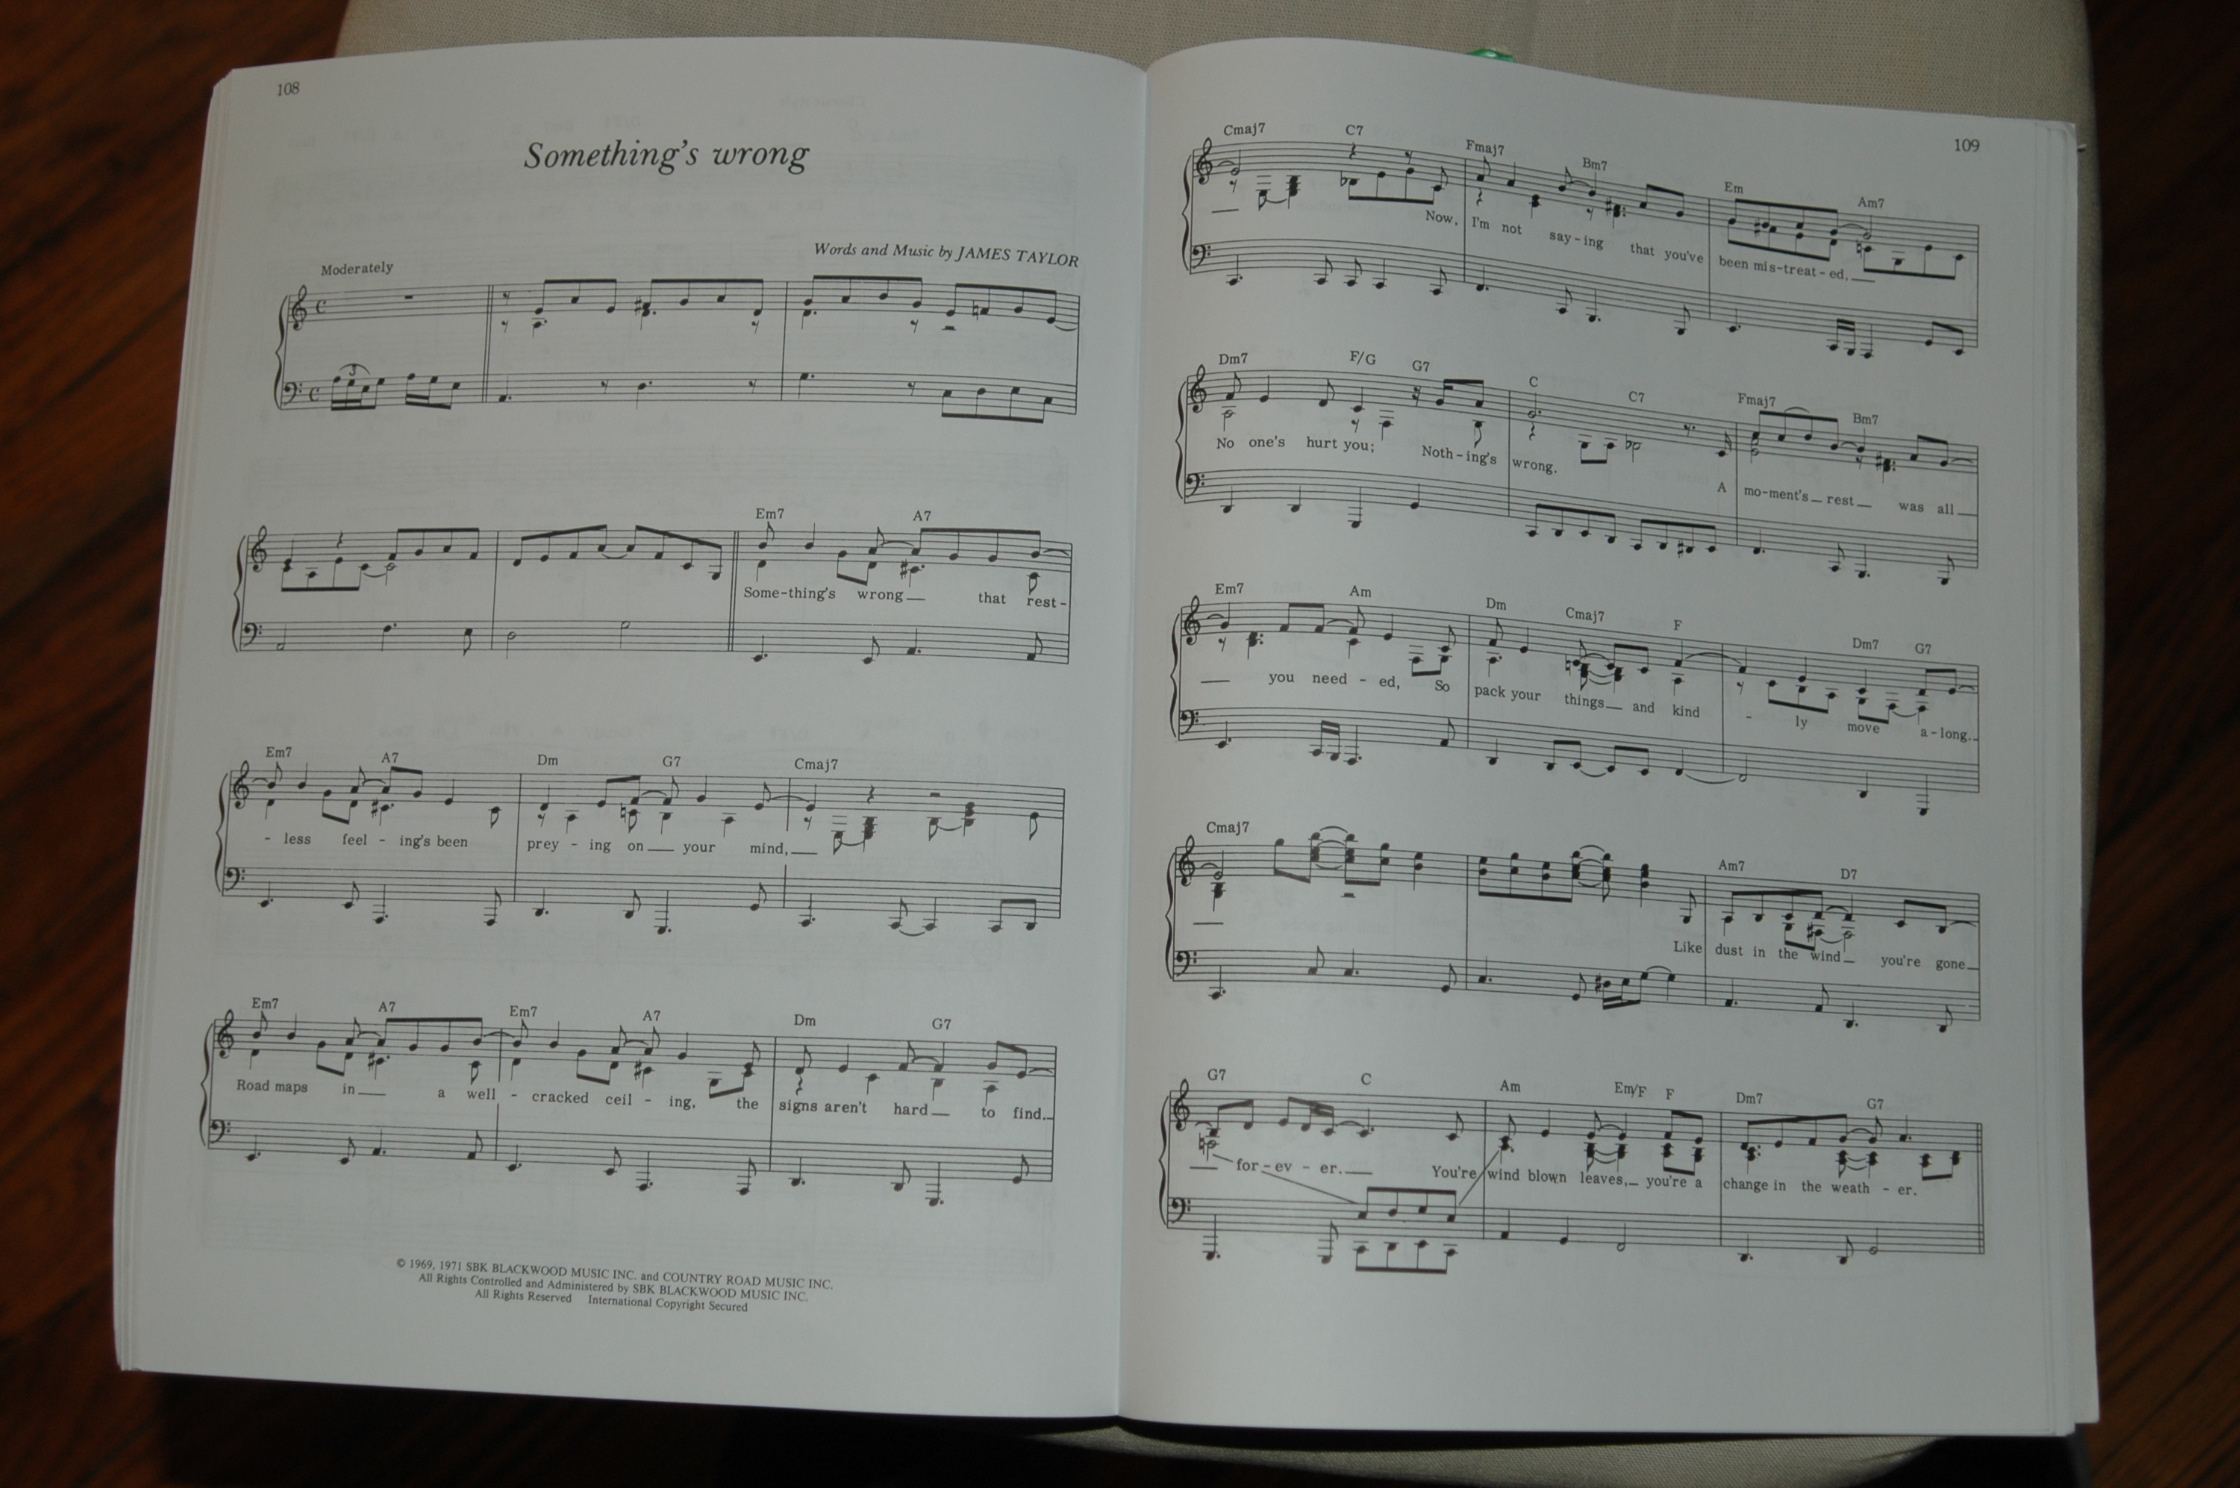 108
Something's wrong
Words and Music by JAMES TAYLOR
Moderately
3
Em7 A7
Some-thing's wrong that rest-
Em7 A7 Dm G7 Cmaj7
- less feel - ing's been prey - ing on your mind,
Em7 A7 Em7 A7 Dm G7
Road maps in a well - cracked ceil - ing, the signs aren't hard to find.
© 1969, 1971 SBK BLACKWOOD MUSIC INC. and COUNTRY ROAD MUSIC INC.
All Rights Controlled and Administered by SBK BLACKWOOD MUSIC INC.
All Rights Reserved International Copyright Secured
109
Cmaj7 C7 Fmaj7 Bm7 Em Am7
Now, I'm not say-ing that you've been mis-treat-ed,
Dm7 F/G G7 C C7 Fmaj7 Bm7
No one's hurt you; Noth-ing's wrong. A mo-ment's rest was all
Em7 Am Dm Cmaj7 F Dm7 G7
you need - ed, So pack your things and kind - ly move a-long.
Cmaj7 Am7 D7
Like dust in the wind you're gone
G7 C Am Em/F F Dm7 G7
for-ev - er. You're wind blown leaves, you're a change in the weath - er.